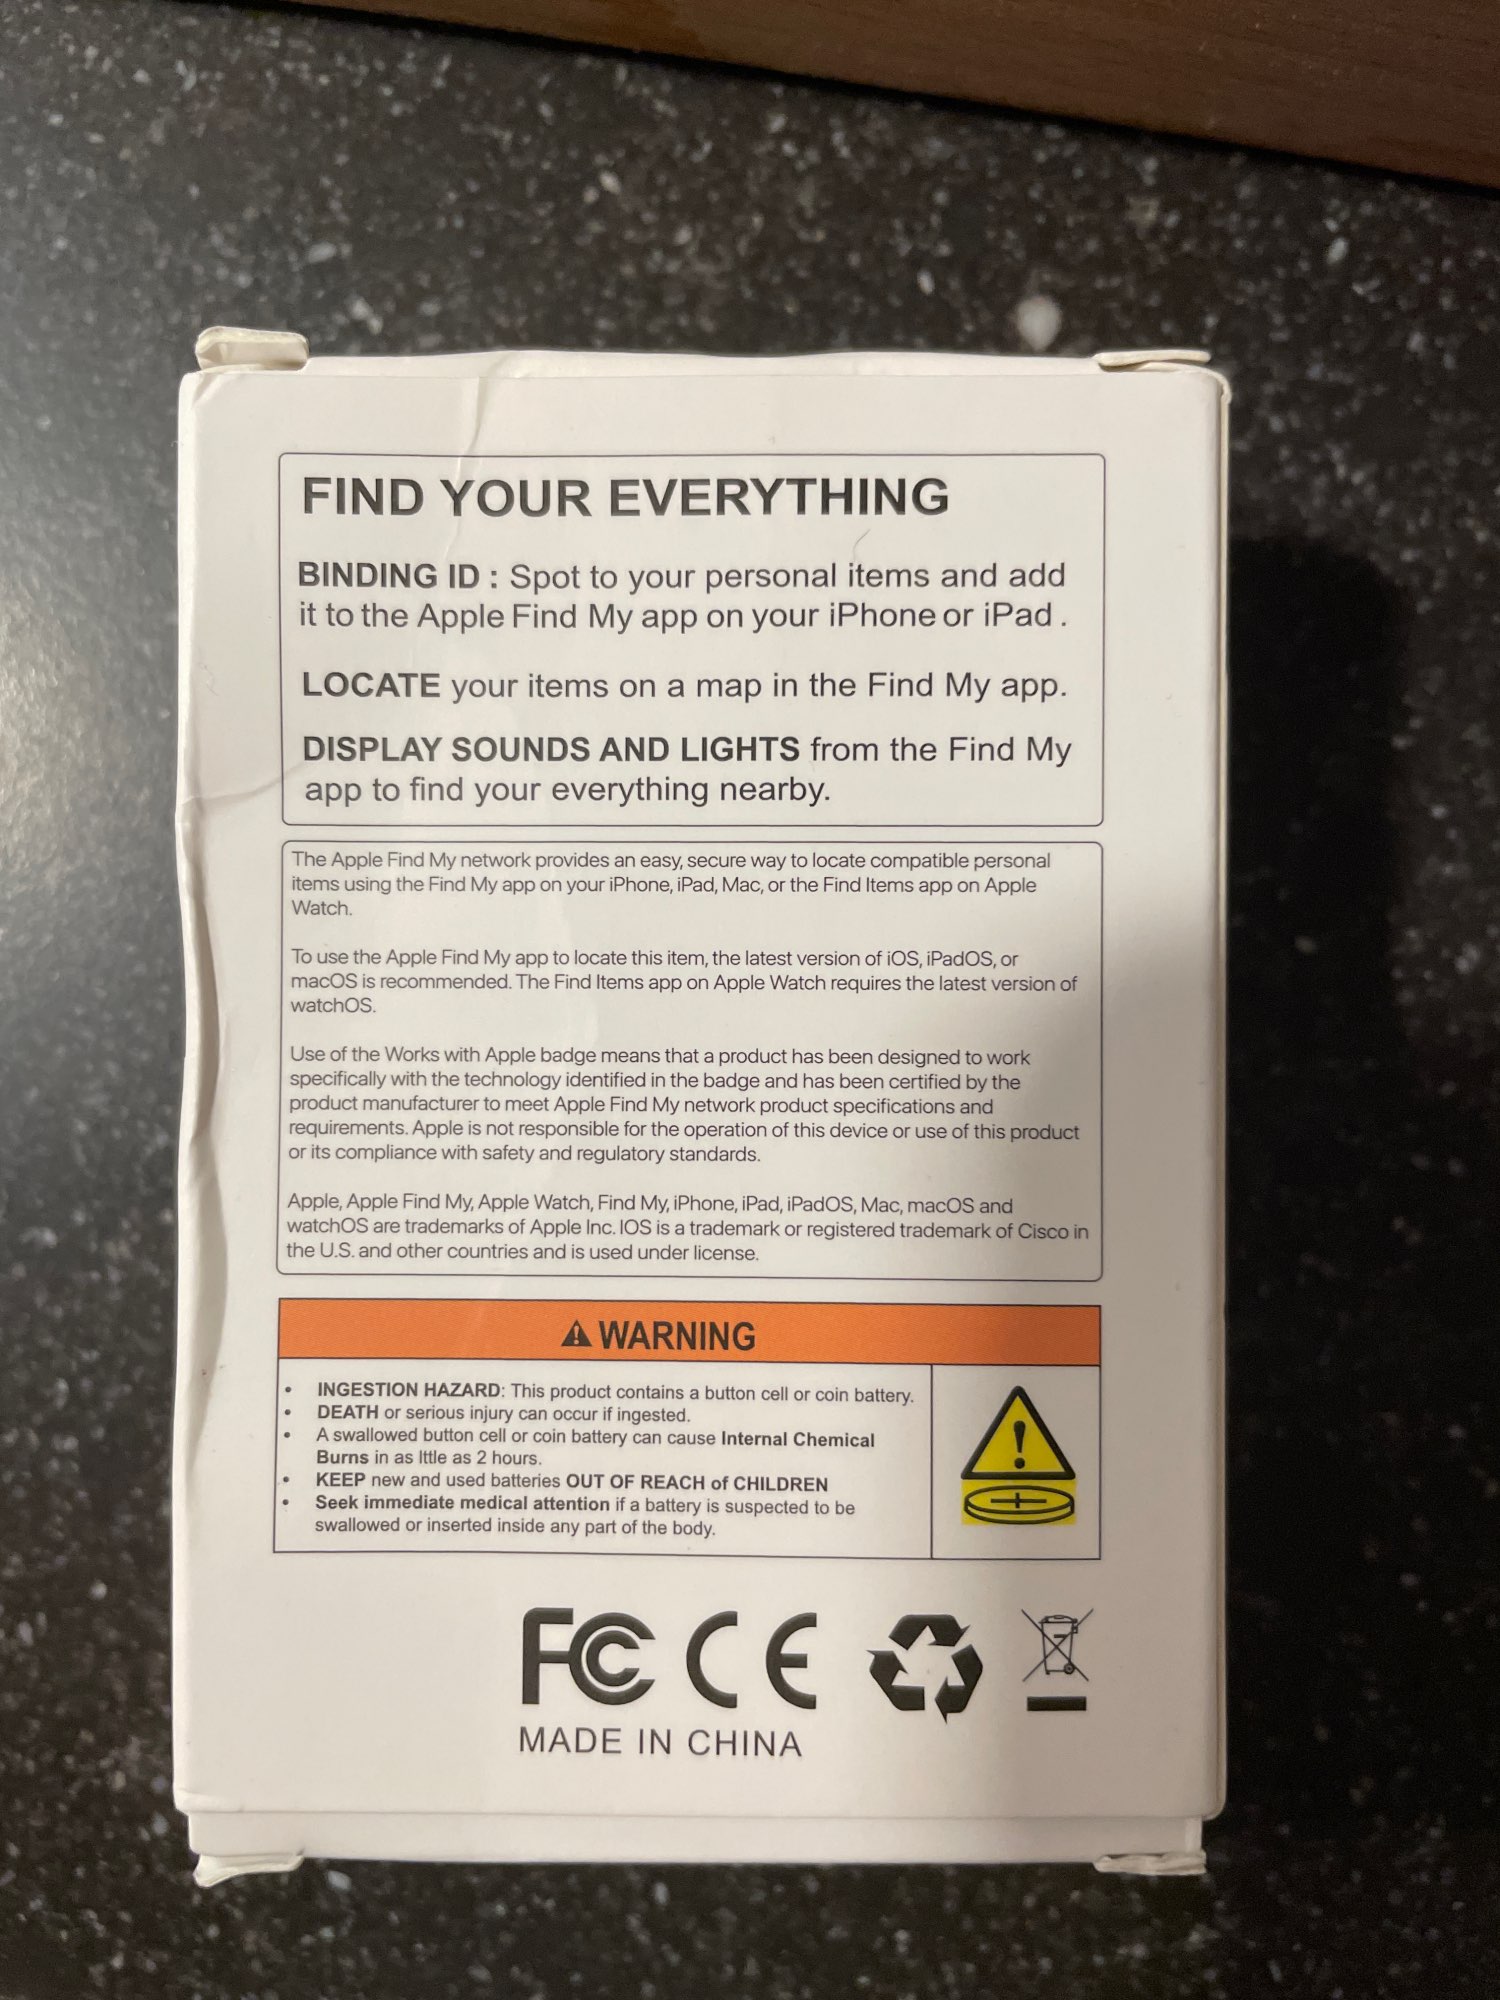 FIND YOUR EVERYTHING
BINDING ID : Spot to your personal items and add
it to the Apple Find My app on your iPhone or iPad .
LOCATE your items on a map in the Find My app.
DISPLAY SOUNDS AND LIGHTS from the Find My
app to find your everything nearby.
The Apple Find My network provides an easy, secure way to locate compatible personal
items using the Find My app on your iPhone, iPad, Mac, or the Find Items app on Apple
Watch.
To use the Apple Find My app to locate this item, the latest version of iOS, iPadOS, or
macOS is recommended. The Find Items app on Apple Watch requires the latest version of
watchOS.
Use of the Works with Apple badge means that a product has been designed to work
specifically with the technology identified in the badge and has been certified by the
product manufacturer to meet Apple Find My network product specifications and
requirements. Apple is not responsible for the operation of this device or use of this product
or its compliance with safety and regulatory standards.
Apple, Apple Find My, Apple Watch, Find My, iPhone, iPad, iPadOS, Mac, macOS and
watchOS are trademarks of Apple Inc. IOS is a trademark or registered trademark of Cisco in
the U.S. and other countries and is used under license.
WARNING
• INGESTION HAZARD: This product contains a button cell or coin battery.
• DEATH or serious injury can occur if ingested.
• A swallowed button cell or coin battery can cause Internal Chemical
Burns in as lttle as 2 hours.
• KEEP new and used batteries OUT OF REACH of CHILDREN
• Seek immediate medical attention if a battery is suspected to be
swallowed or inserted inside any part of the body.
FC CE
MADE IN CHINA